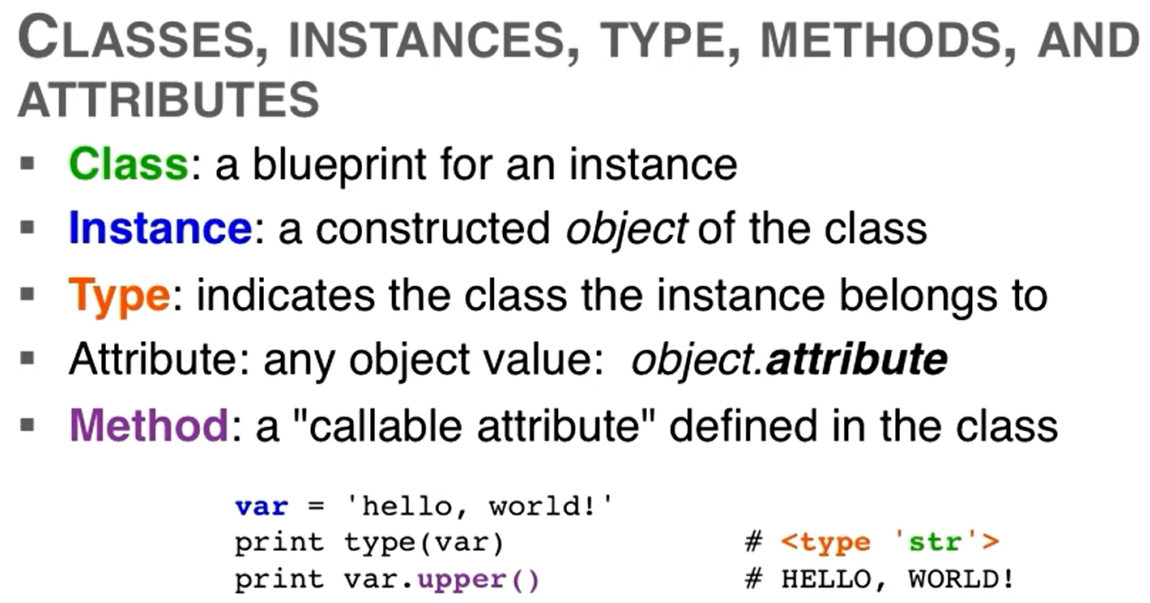 CLASSES, INSTANCES, TYPE, METHODS, AND
ATTRIBUTES
▪ Class: a blueprint for an instance
▪ Instance: a constructed object of the class
▪ Type: indicates the class the instance belongs to
▪ Attribute: any object value: object.attribute
▪ Method: a "callable attribute" defined in the class
var = 'hello, world!'
print type(var) # <type 'str'>
print var.upper() # HELLO, WORLD!